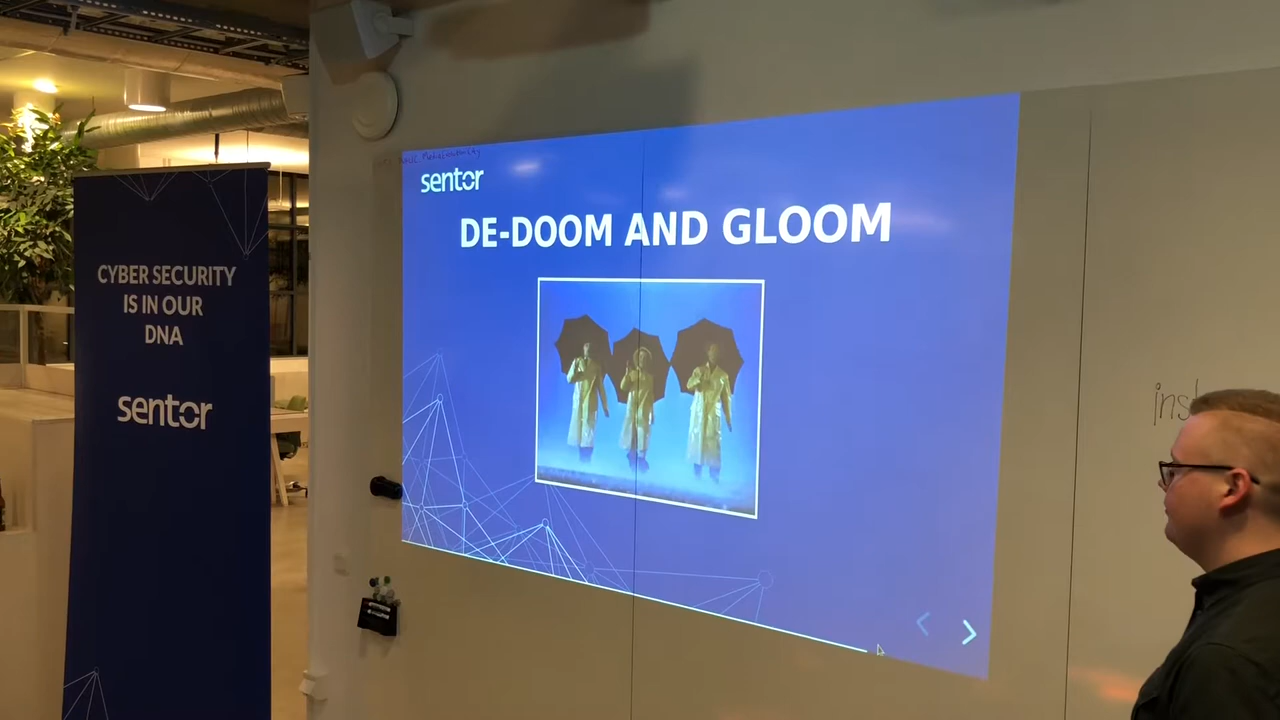 CYBER SECURITY
IS IN OUR
DNA
sentor
sentor
DE-DOOM AND GLOOM